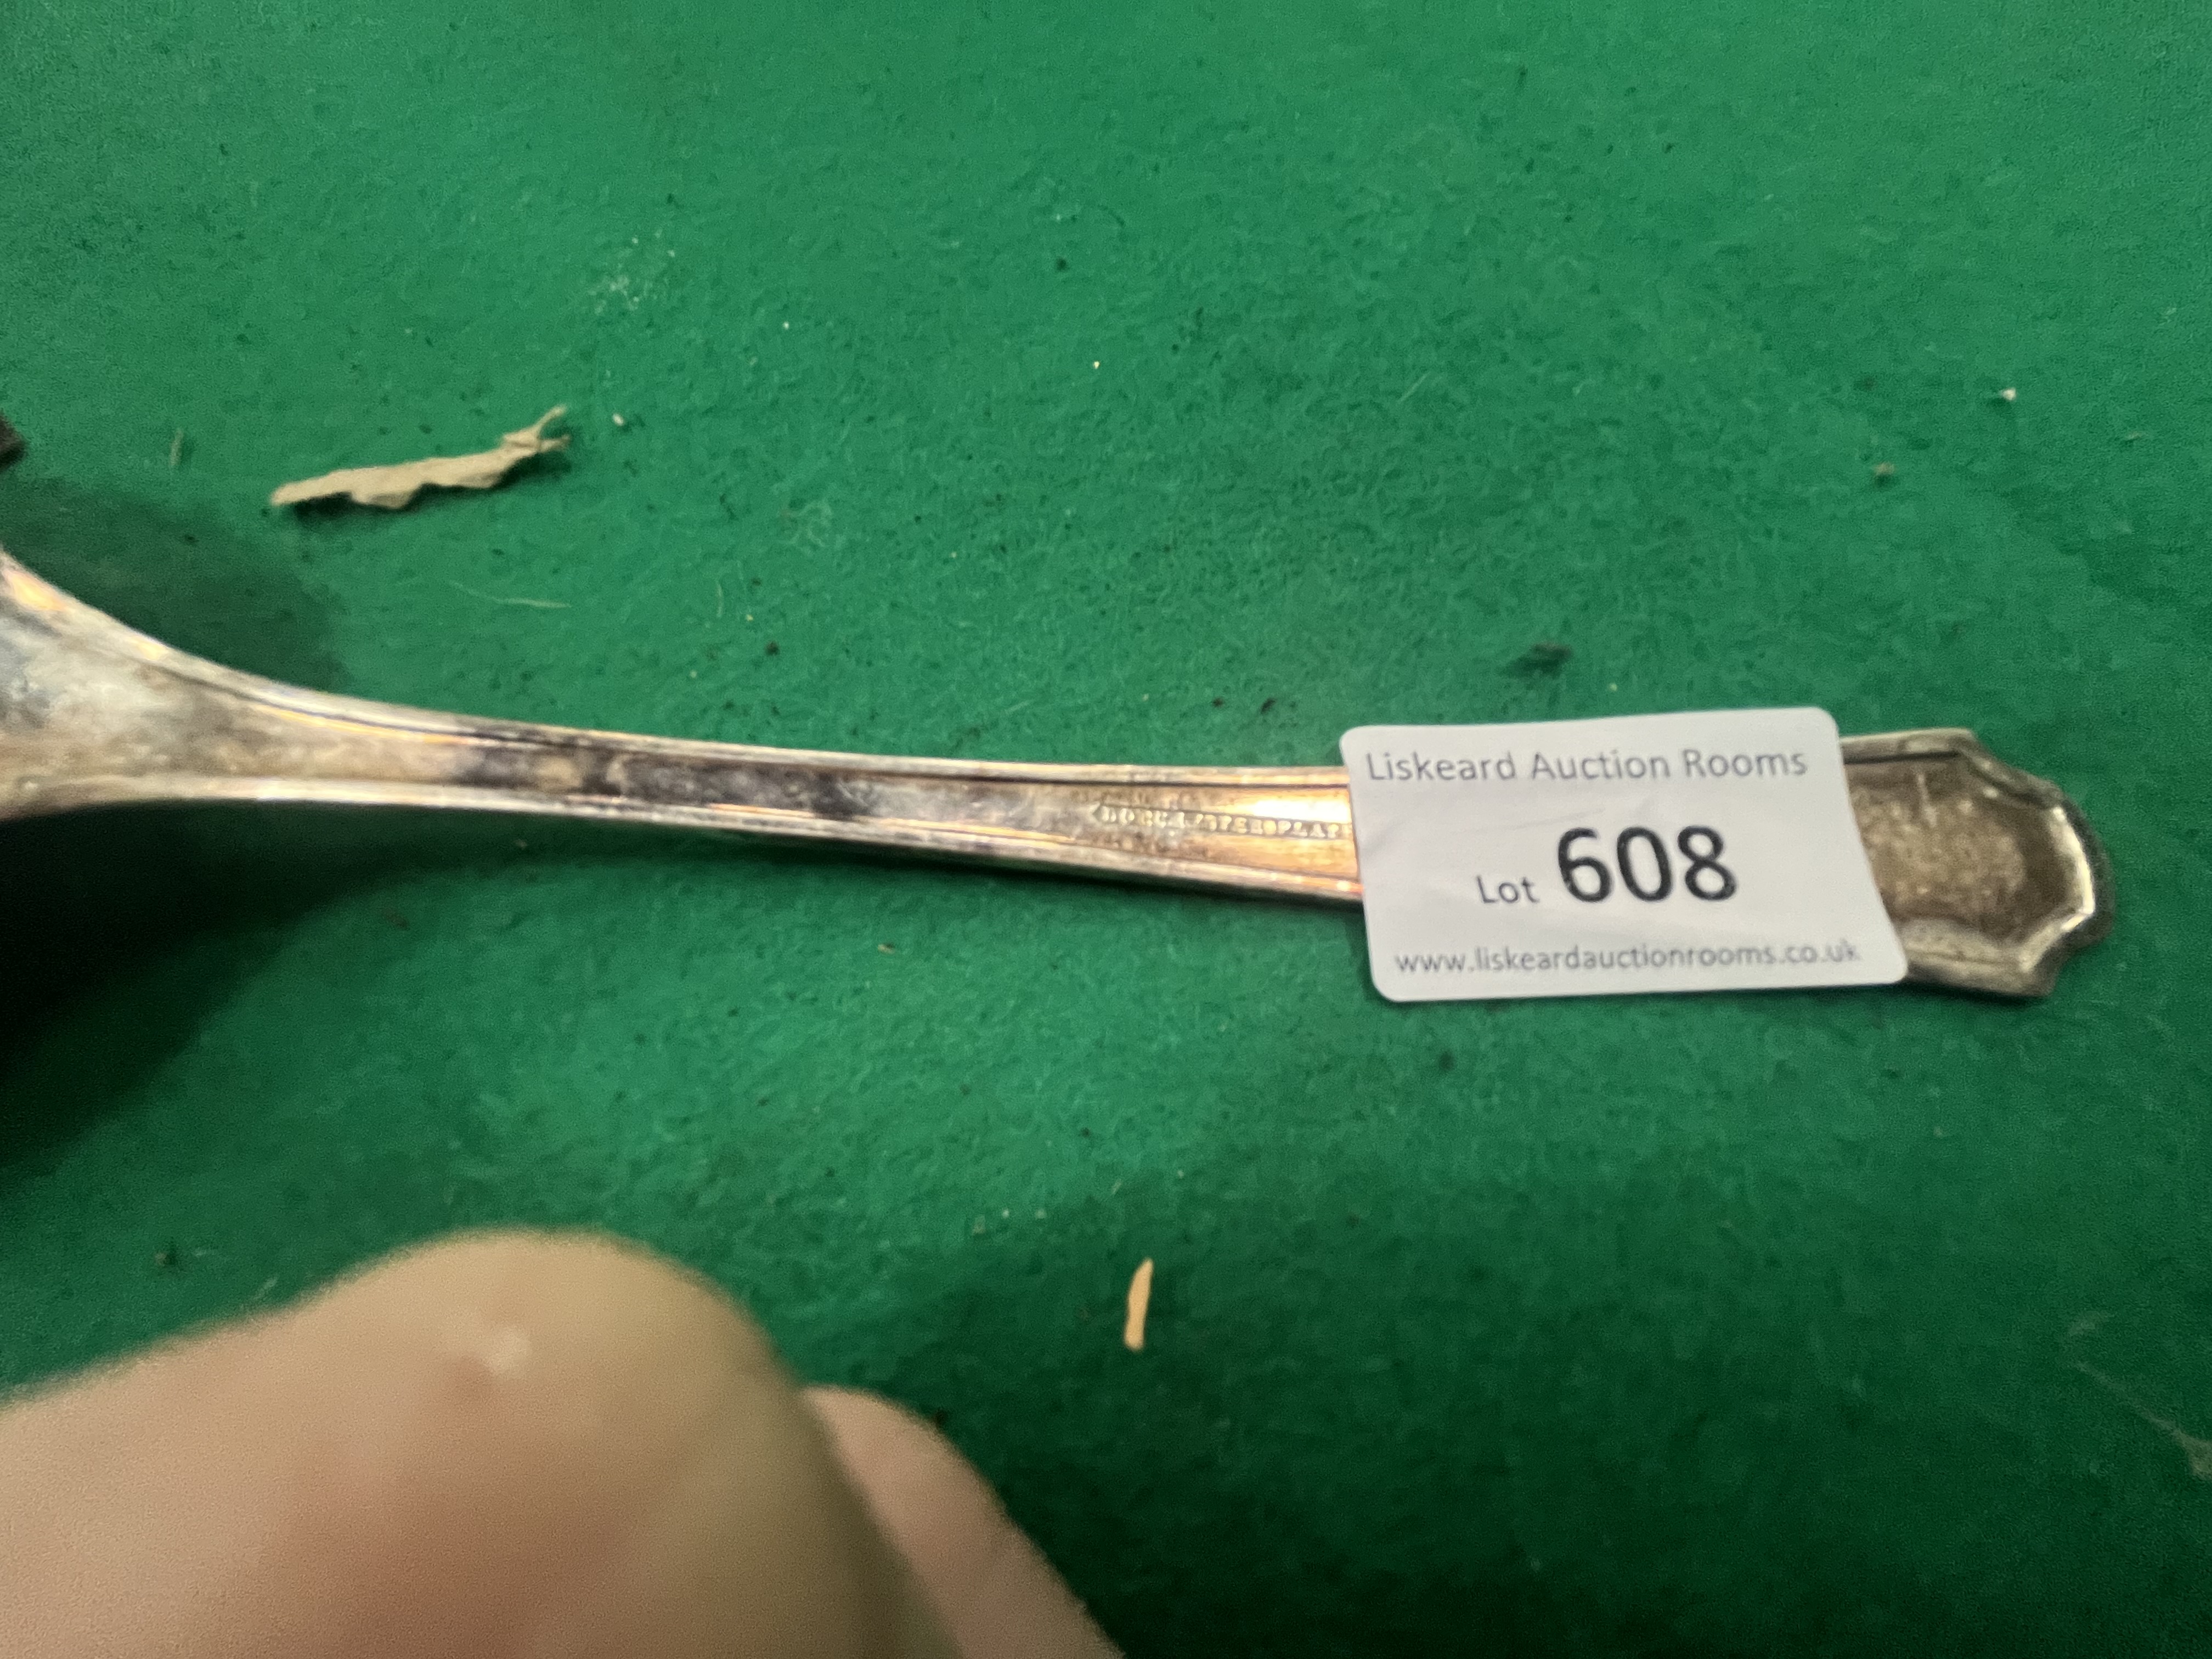 Liskeard Auction Rooms
Lot 608
www.liskeardauctionrooms.co.uk